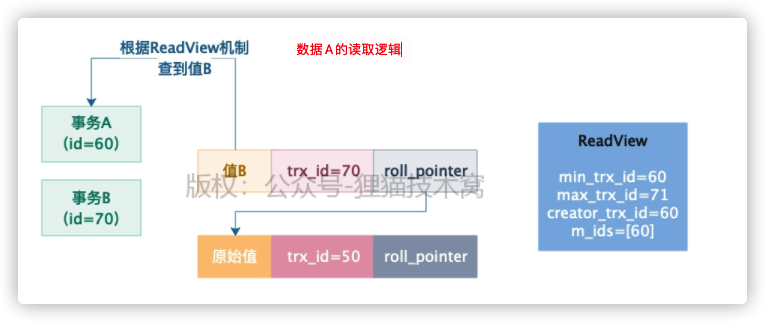 根据ReadView机制
查到值B
数据A的读取逻辑
事务A
（id=60）
值B
trx_id=70
roll_pointer
版权：公众号-狸猫技术窝
事务B
（id=70）
原始值
trx_id=50
roll_pointer
ReadView
min_trx_id=60
max_trx_id=71
creator_trx_id=60
m_ids=[60]